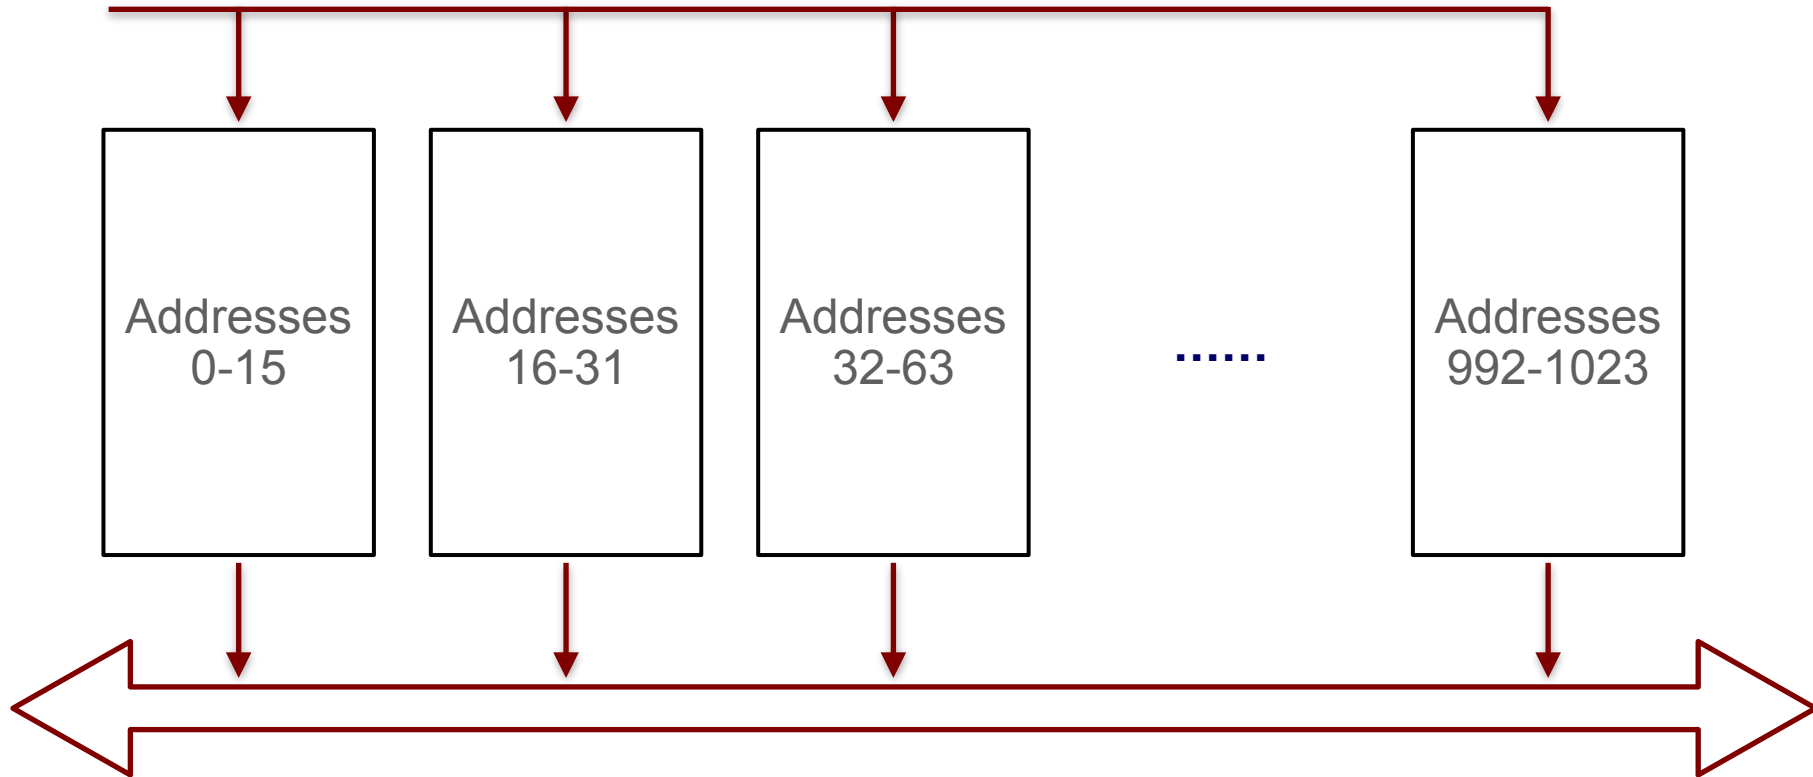 Addresses
0-15
Addresses
16-31
Addresses
32-63
......
Addresses
992-1023